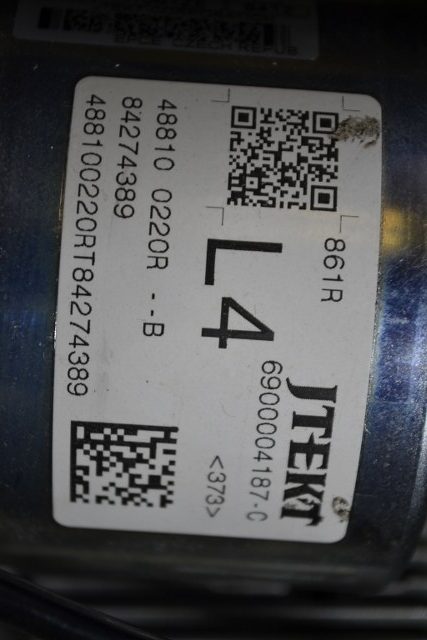 861R
JTEKT
6900004187-C
L4
<373>
48810 0220R --B
84274389
488100220RT84274389